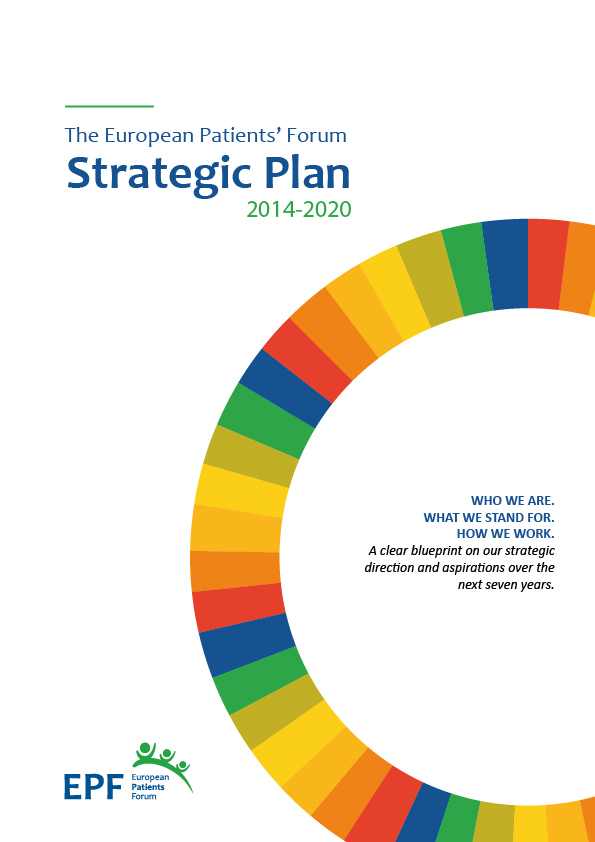 The European Patients’ Forum
Strategic Plan
2014-2020
WHO WE ARE.
WHAT WE STAND FOR.
HOW WE WORK.
A clear blueprint on our strategic
direction and aspirations over the
next seven years.
EPF
European
Patients
Forum